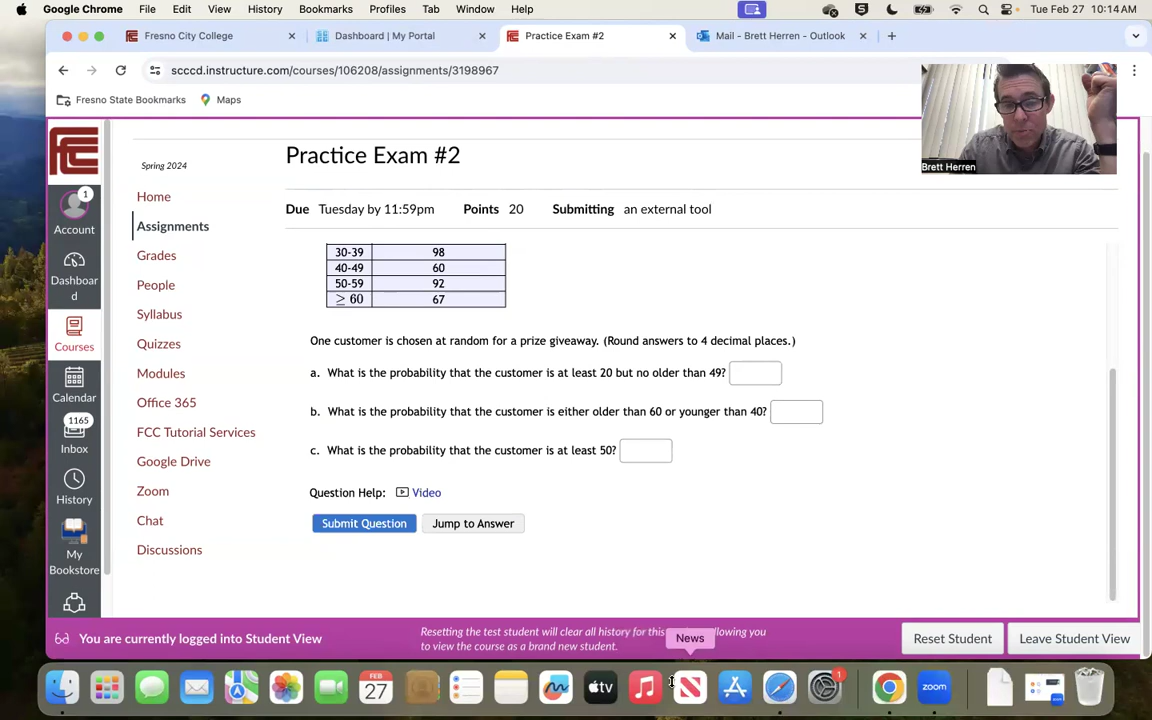 Google Chrome File Edit View History Bookmarks Profiles Tab Window Help Tue Feb 27 10:14 AM
Fresno City College Dashboard | My Portal Practice Exam #2 Mail - Brett Herren - Outlook
scccd.instructure.com/courses/106208/assignments/3198967
Fresno State Bookmarks Maps
Brett Herren
1
Account
Dashboar
d
Courses
Calendar
1165
Inbox
History
My
Bookstore
Spring 2024
Home
Assignments
Grades
People
Syllabus
Quizzes
Modules
Office 365
FCC Tutorial Services
Google Drive
Zoom
Chat
Discussions
Practice Exam #2
Due Tuesday by 11:59pm Points 20 Submitting an external tool
30-39 98
40-49 60
50-59 92
≥ 60 67
One customer is chosen at random for a prize giveaway. (Round answers to 4 decimal places.)
a. What is the probability that the customer is at least 20 but no older than 49?
b. What is the probability that the customer is either older than 60 or younger than 40?
c. What is the probability that the customer is at least 50?
Question Help: Video
Submit Question Jump to Answer
You are currently logged into Student View
Resetting the test student will clear all history for this
llowing you
to view the course as a brand new student.
Reset Student Leave Student View
News
FEB
27
tv
1
zoom